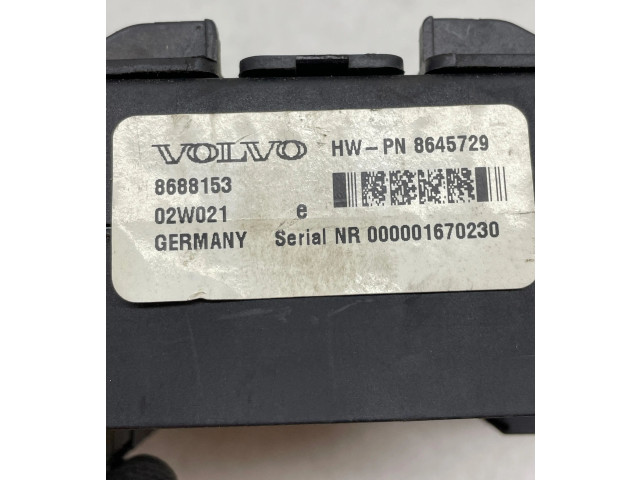 VOLVO HW-PN 8645729
8688153
02W021 e
GERMANY Serial NR 000001670230